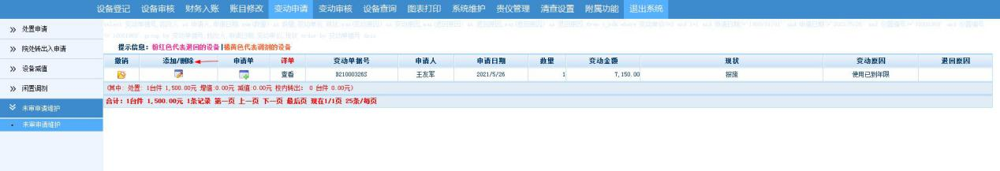 设备登记 设备审核 财务入账 账目修改 变动申请 变动审核 设备查询 图表打印 系统维护 贵仪管理 清查设置 附属功能 退出系统
处置申请
院处转出入申请
设备减值
闲置调剂
未审申请维护
未审申请维护
提示信息：粉红色代表退回的设备|橘黄色代表调剂的设备
撤销 添加/删除 申请单 详单 变动单据号 申请人 申请日期 数量 变动金额 现状 变动原因 退回原因
查看 B21000326S 王友军 2021/5/26 1 7,150.00 报废 使用已到年限
(其中: 处置: 1台件 1,500.00元 增值:0.00元 减值:0.00元 校内转出: 0 台件 0.00元)
合计：1台件 1,500.00元 1条记录 第一页 上一页 下一页 最后页 现在1/1页 25条/每页